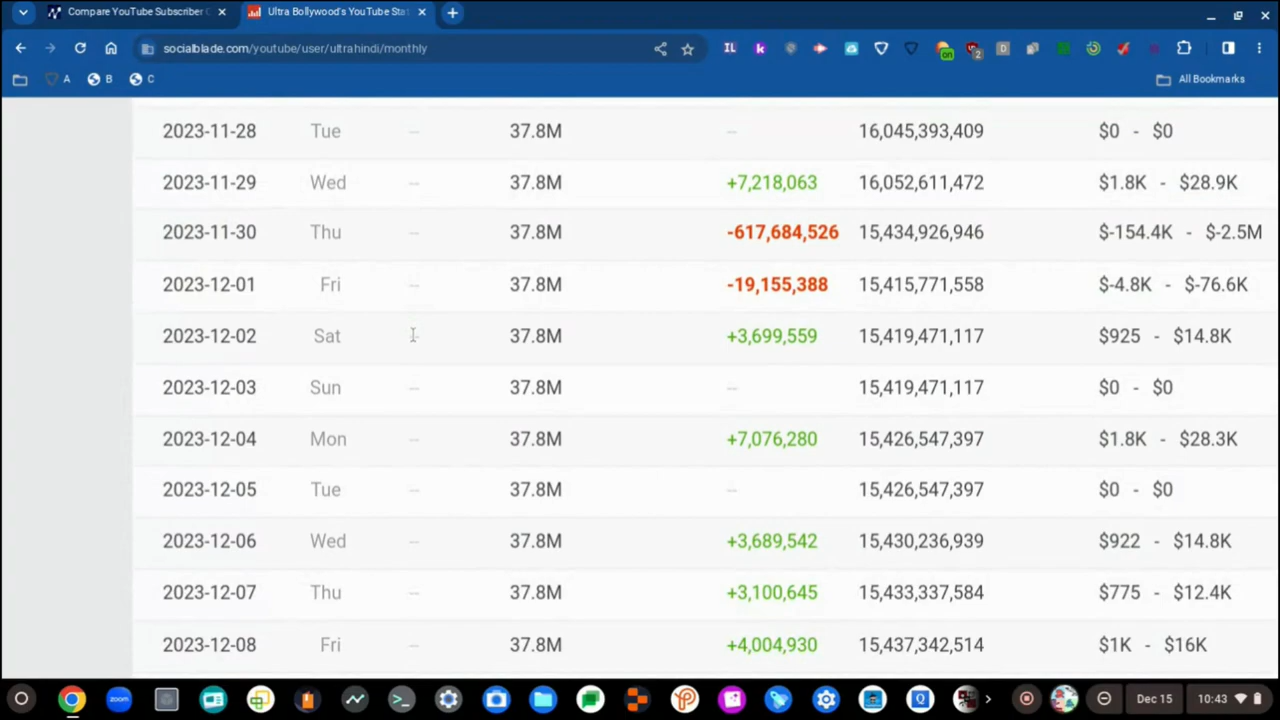 Compare YouTube Subscriber
Ultra Bollywood's YouTube Sta
socialblade.com/youtube/user/ultrahindi/monthly
IL k on 2 D
A B C All Bookmarks
2023-11-28 Tue -- 37.8M -- 16,045,393,409 $0 - $0
2023-11-29 Wed -- 37.8M +7,218,063 16,052,611,472 $1.8K - $28.9K
2023-11-30 Thu -- 37.8M -617,684,526 15,434,926,946 $-154.4K - $-2.5M
2023-12-01 Fri -- 37.8M -19,155,388 15,415,771,558 $-4.8K - $-76.6K
2023-12-02 Sat -- 37.8M +3,699,559 15,419,471,117 $925 - $14.8K
2023-12-03 Sun -- 37.8M -- 15,419,471,117 $0 - $0
2023-12-04 Mon -- 37.8M +7,076,280 15,426,547,397 $1.8K - $28.3K
2023-12-05 Tue -- 37.8M -- 15,426,547,397 $0 - $0
2023-12-06 Wed -- 37.8M +3,689,542 15,430,236,939 $922 - $14.8K
2023-12-07 Thu -- 37.8M +3,100,645 15,433,337,584 $775 - $12.4K
2023-12-08 Fri -- 37.8M +4,004,930 15,437,342,514 $1K - $16K
zoom Q Dec 15 10:43